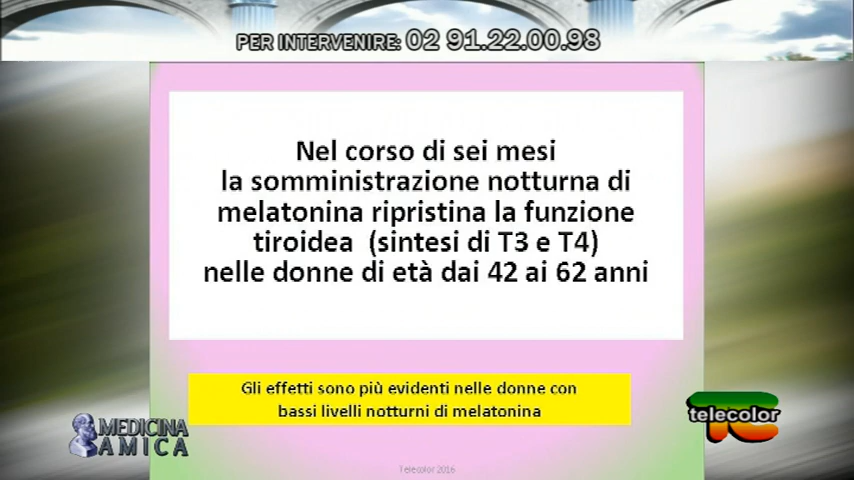 PER INTERVENIRE: 02 91.22.00.98
Nel corso di sei mesi
la somministrazione notturna di
melatonina ripristina la funzione
tiroidea (sintesi di T3 e T4)
nelle donne di età dai 42 ai 62 anni
Gli effetti sono più evidenti nelle donne con
bassi livelli notturni di melatonina
MEDICINA
AMICA
telecolor
Telecolor 2016